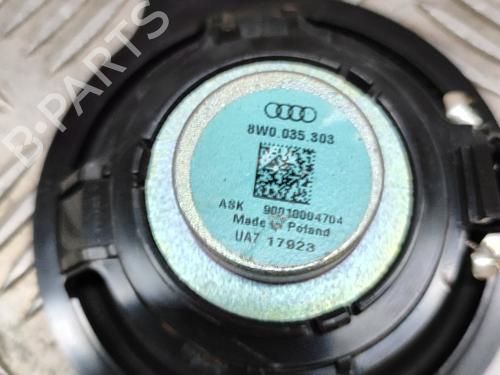 B-PARTS
8W0.035.303
ASK 90010004704
Made in Poland
UA7 17923